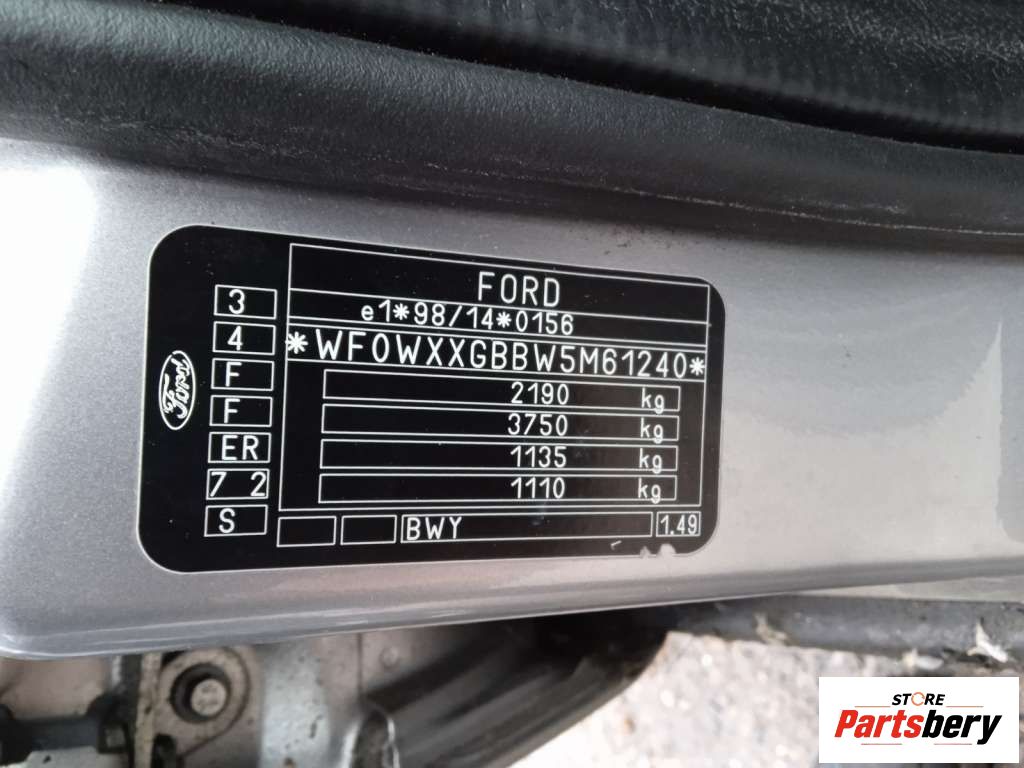 FORD
e1*98/14*0156
*WF0WXXGBBW5M61240*
2190 kg
3750 kg
1135 kg
1110 kg
3
4
F
F
ER
7 2
S
BWY
1.49
Ford
STORE
Partsbery